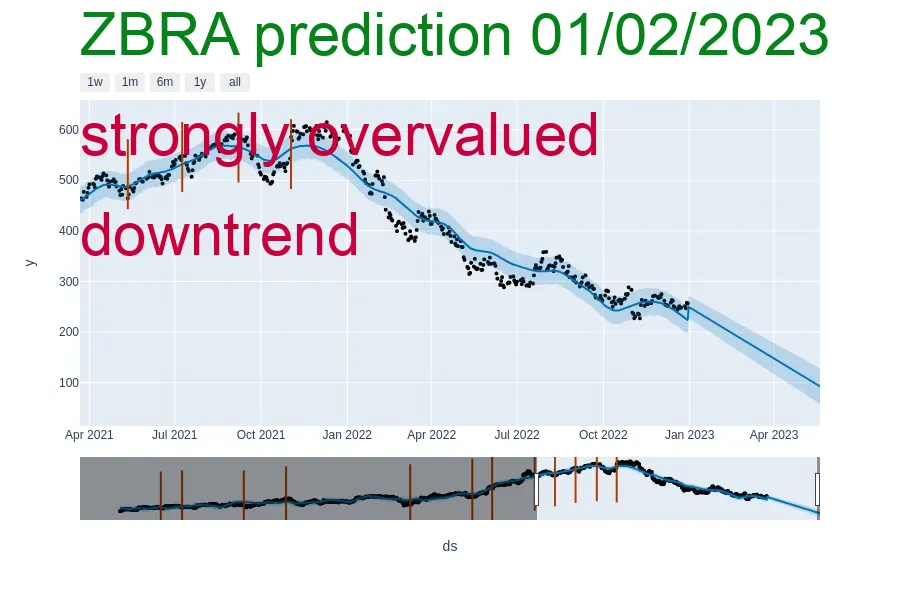 ZBRA prediction 01/02/2023
1w 1m 6m 1y all
strongly overvalued
downtrend
600
500
400
300
200
100
y
Apr 2021 Jul 2021 Oct 2021 Jan 2022 Apr 2022 Jul 2022 Oct 2022 Jan 2023 Apr 2023
ds